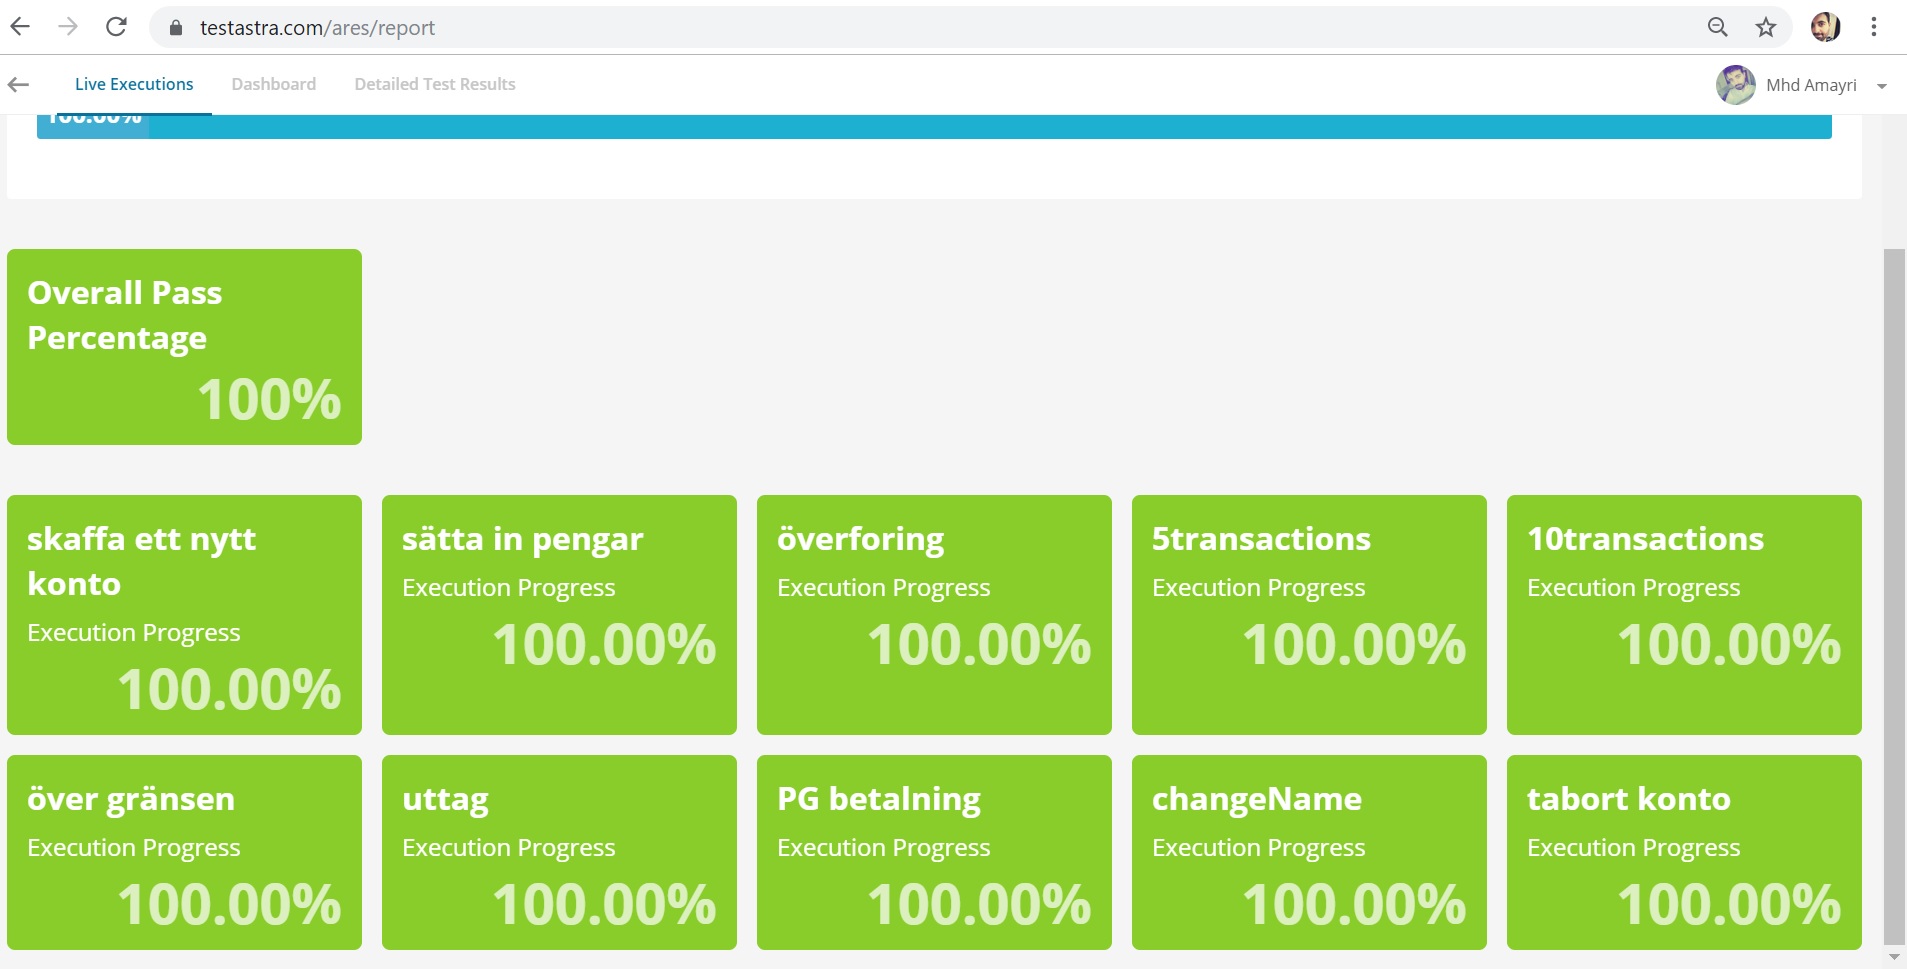 testastra.com/ares/report
Live Executions
Dashboard
Detailed Test Results
Mhd Amayri
100.00%
Overall Pass
Percentage
100%
skaffa ett nytt
konto
Execution Progress
100.00%
sätta in pengar
Execution Progress
100.00%
överforing
Execution Progress
100.00%
5transactions
Execution Progress
100.00%
10transactions
Execution Progress
100.00%
över gränsen
Execution Progress
100.00%
uttag
Execution Progress
100.00%
PG betalning
Execution Progress
100.00%
changeName
Execution Progress
100.00%
tabort konto
Execution Progress
100.00%